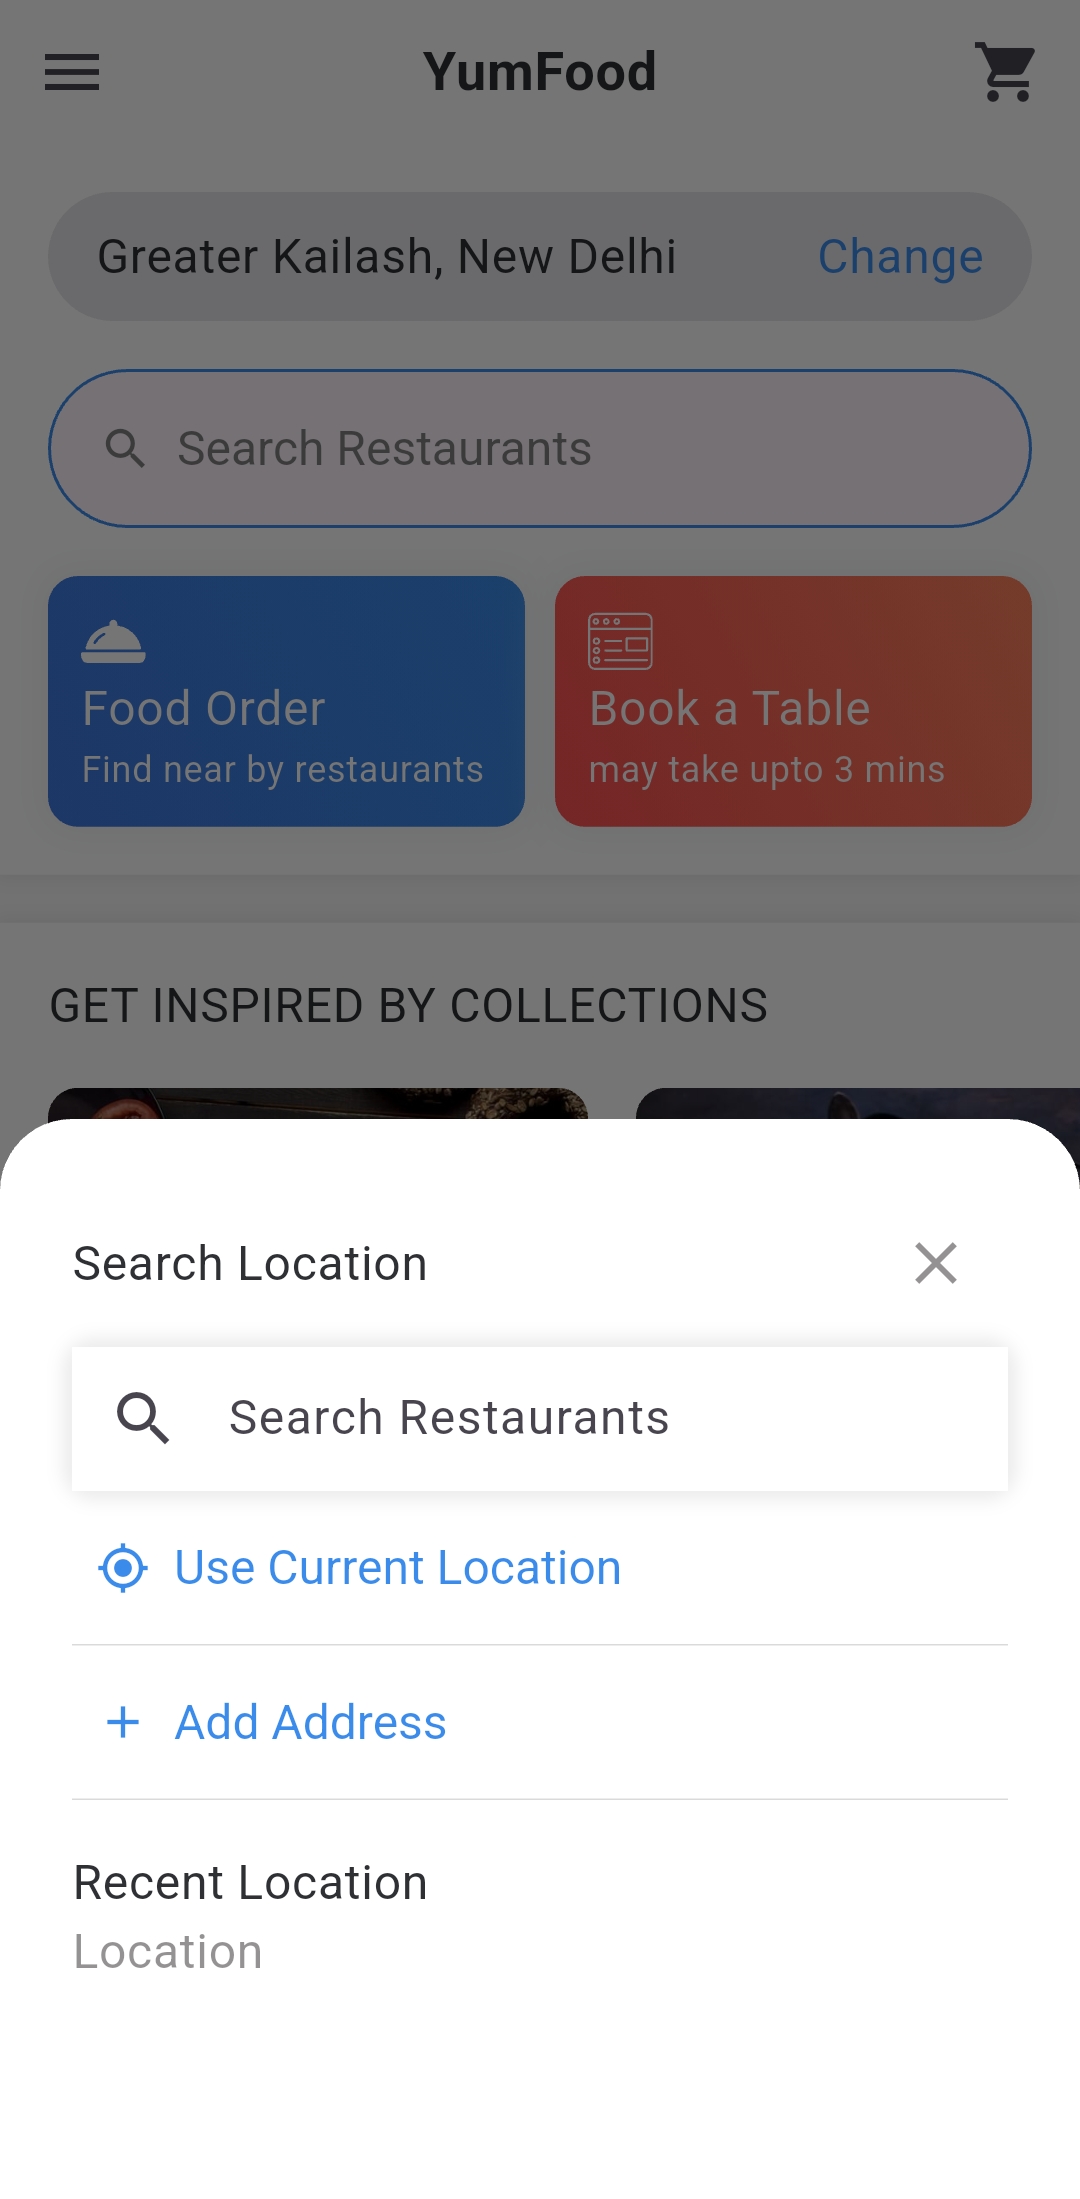 YumFood
Greater Kailash, New Delhi Change
Search Restaurants
Food Order
Find near by restaurants
Book a Table
may take upto 3 mins
GET INSPIRED BY COLLECTIONS
Search Location
Search Restaurants
Use Current Location
Add Address
Recent Location
Location